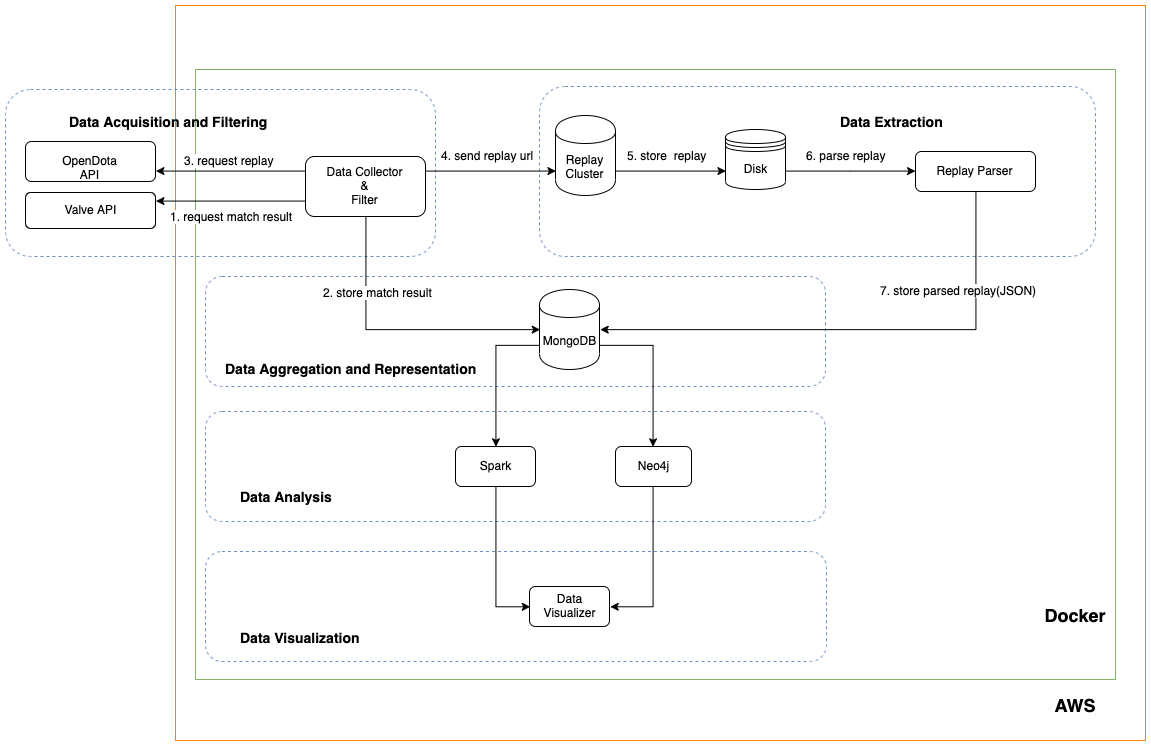 Data Acquisition and Filtering
Data Extraction
OpenDota
API
3. request replay
4. send replay url
Replay
Cluster
5. store replay
Disk
6. parse replay
Replay Parser
Data Collector
&
Filter
Valve API
1. request match result
2. store match result
7. store parsed replay(JSON)
MongoDB
Data Aggregation and Representation
Spark
Neo4j
Data Analysis
Data
Visualizer
Data Visualization
Docker
AWS